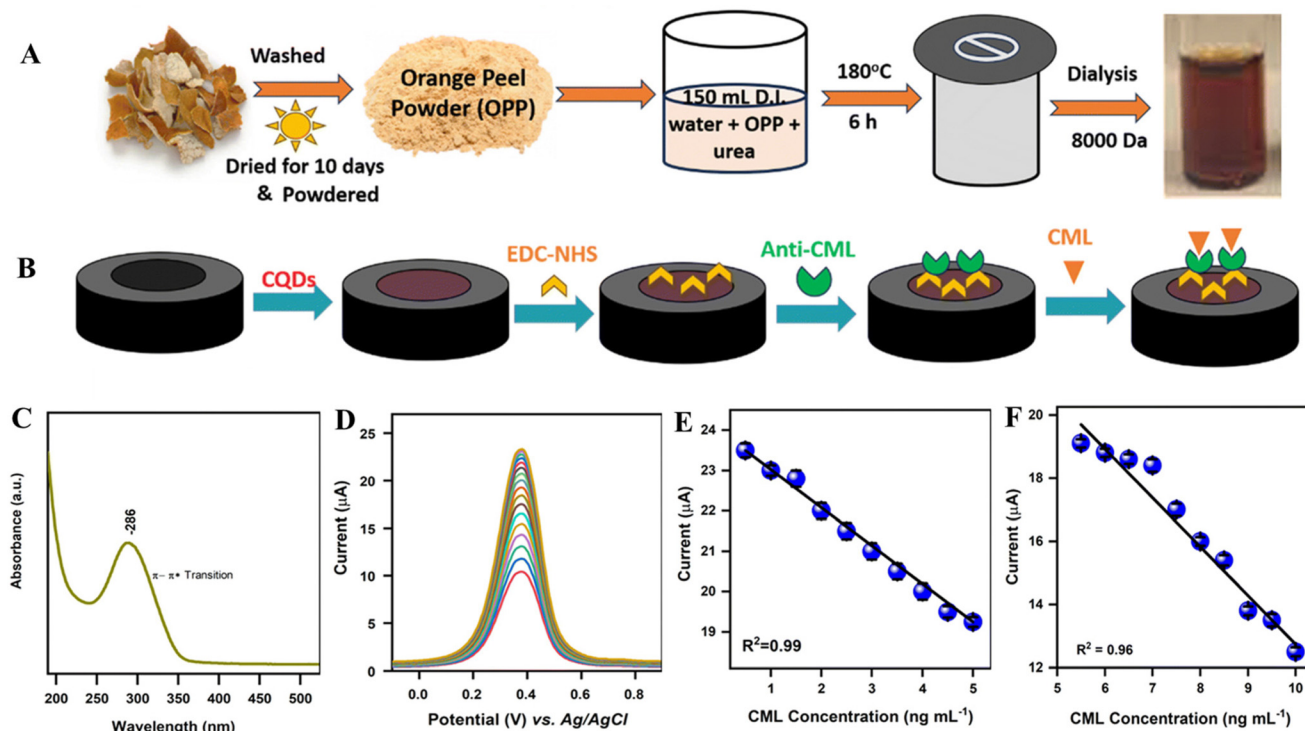 A
Washed
Dried for 10 days
& Powdered
Orange Peel
Powder (OPP)
150 mL D.I.
water + OPP +
urea
180°C
6 h
Dialysis
8000 Da
B
CQDs
EDC-NHS
Anti-CML
CML
C
Absorbance (a.u.)
-286
π– π• Transition
200 250 300 350 400 450 500
Wavelength (nm)
D
Current (µA)
25
20
15
10
5
0
0.0 0.2 0.4 0.6 0.8
Potential (V) vs. Ag/AgCl
E
Current (µA)
24
23
22
21
20
19
R²=0.99
1 2 3 4 5
CML Concentration (ng mL⁻¹)
F
Current (µA)
20
18
16
14
12
R² = 0.96
5 6 7 8 9 10
CML Concentration (ng mL⁻¹)